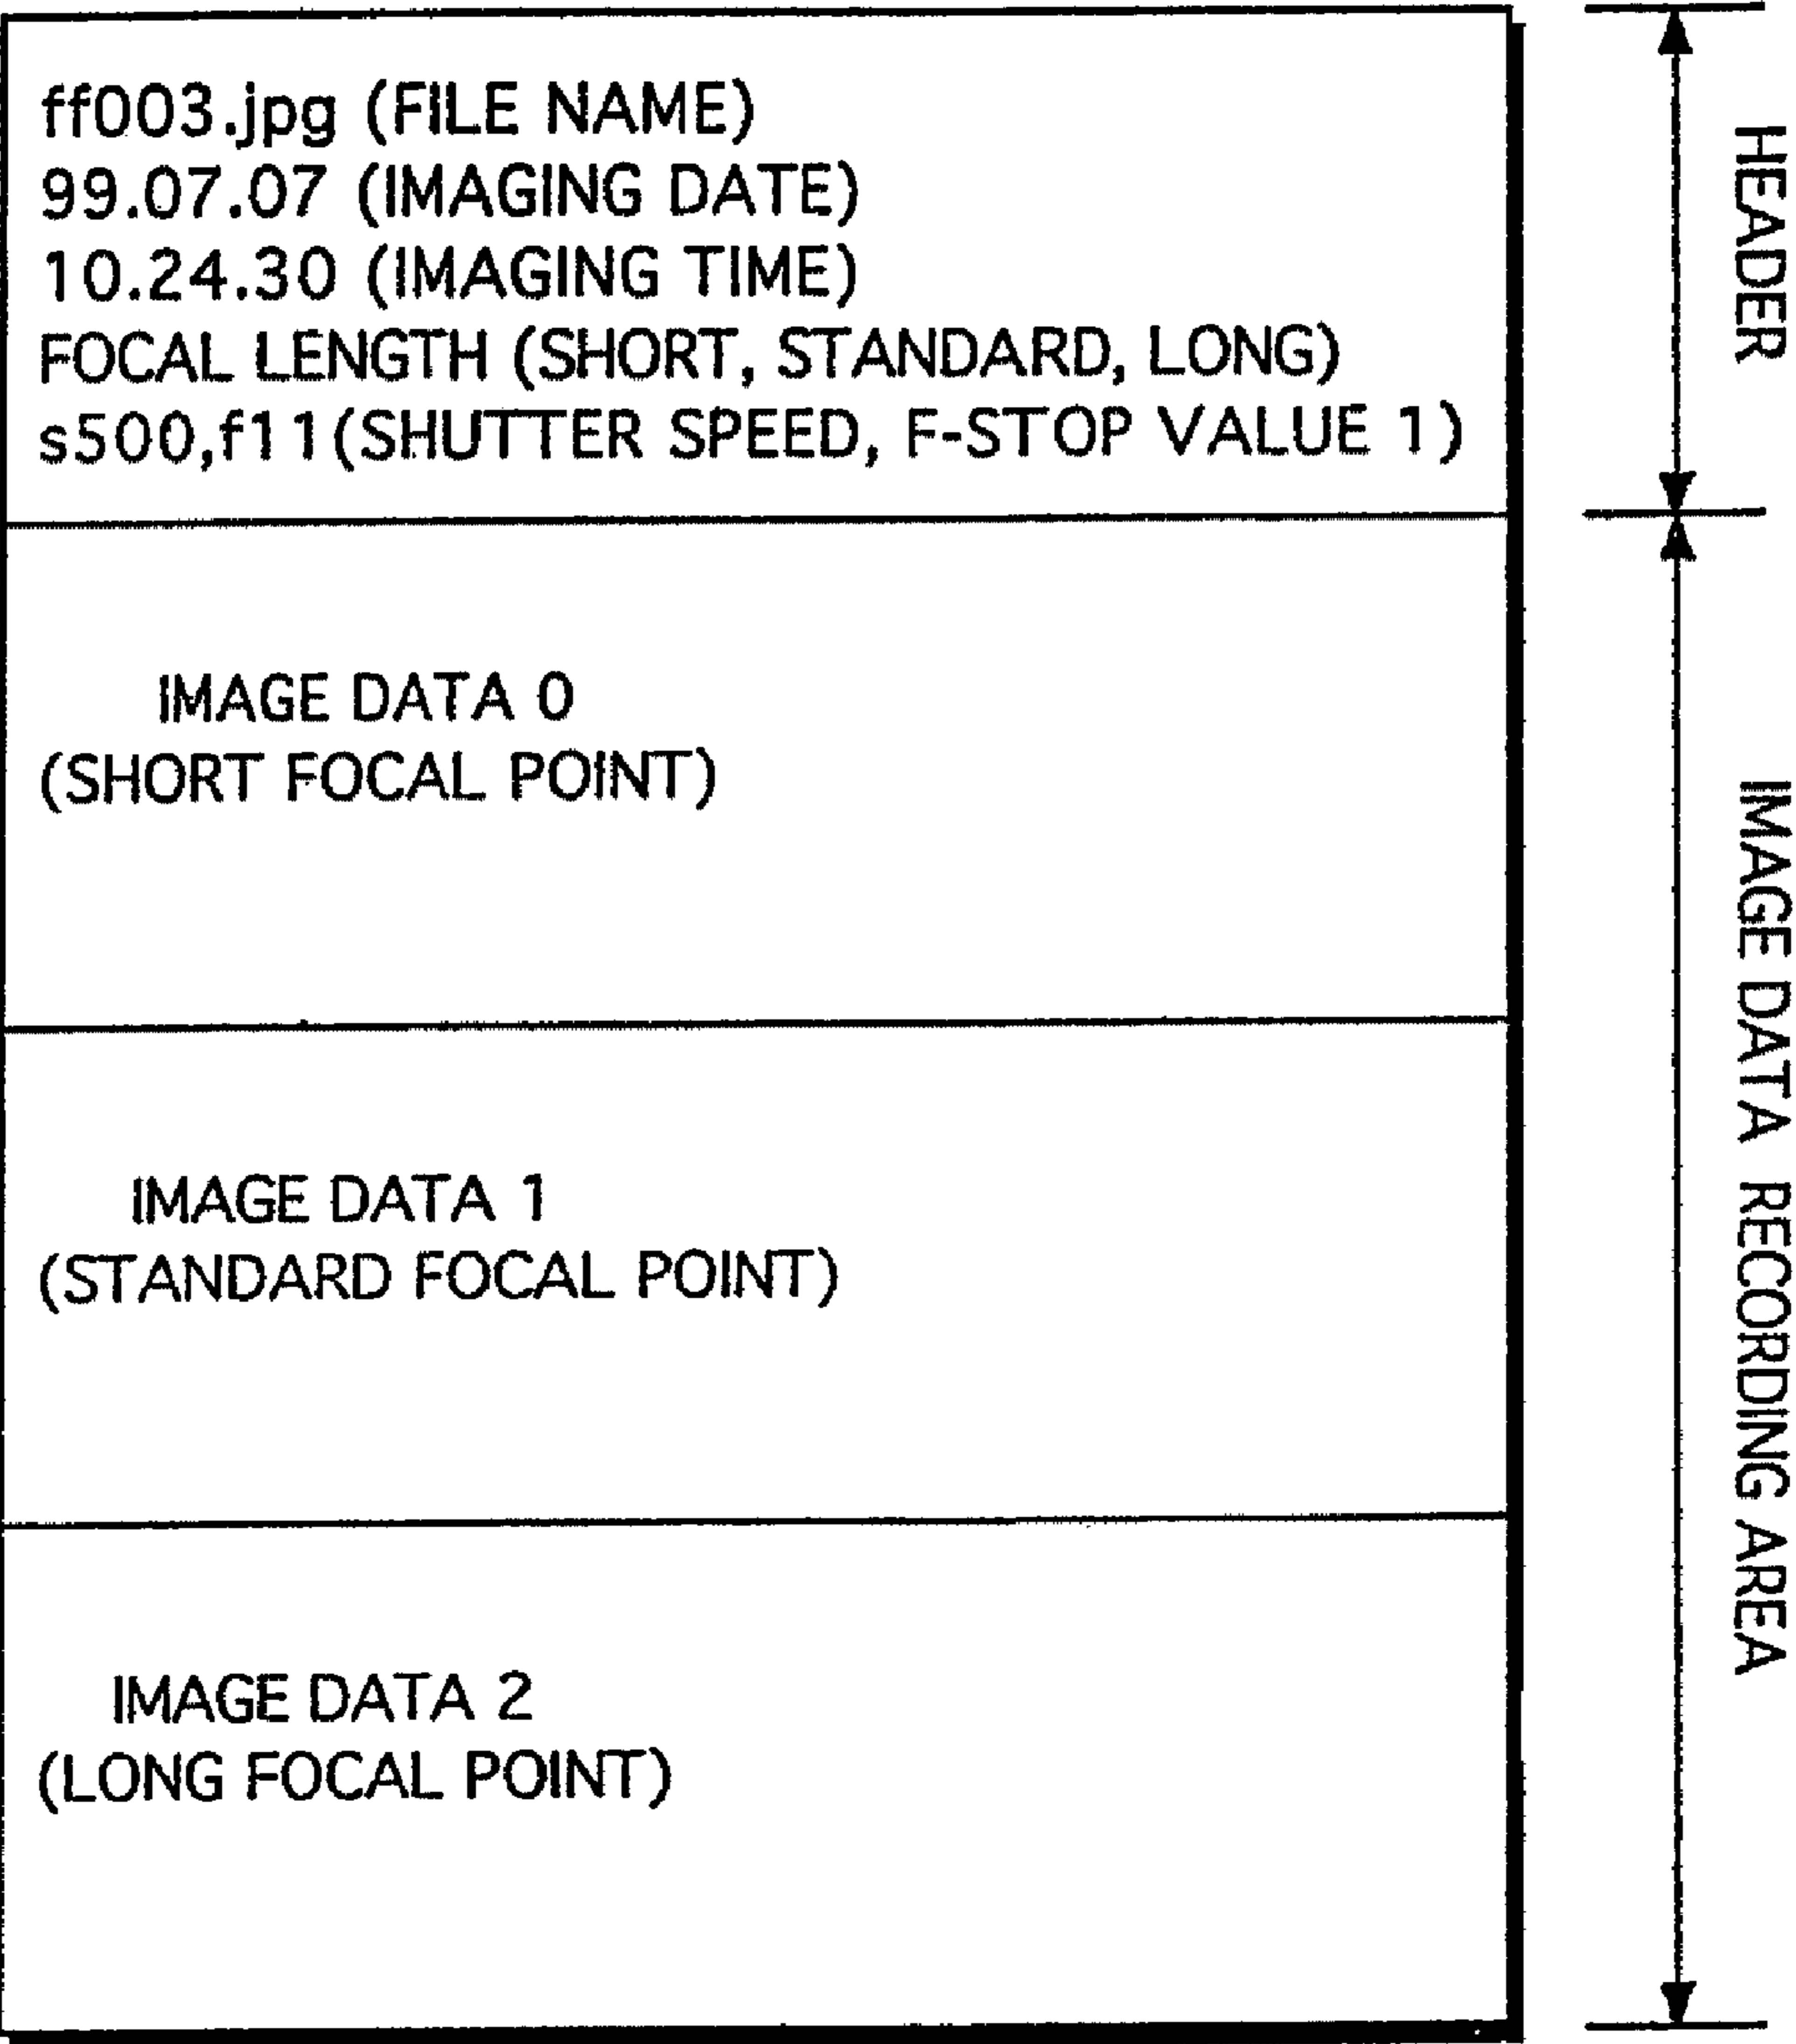 ff003.jpg (FILE NAME)
99.07.07 (IMAGING DATE)
10.24.30 (IMAGING TIME)
FOCAL LENGTH (SHORT, STANDARD, LONG)
s500,f11(SHUTTER SPEED, F-STOP VALUE 1)
HEADER
IMAGE DATA 0
(SHORT FOCAL POINT)
IMAGE DATA 1
(STANDARD FOCAL POINT)
IMAGE DATA 2
(LONG FOCAL POINT)
IMAGE DATA RECORDING AREA